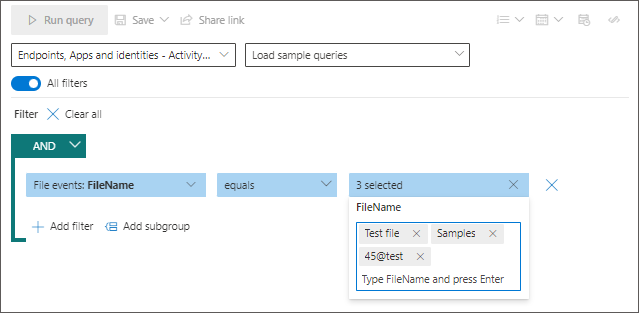 Run query Save Share link
Endpoints, Apps and identities - Activity... Load sample queries
All filters
Filter Clear all
AND
File events: FileName equals 3 selected
FileName
Test file Samples
45@test
Add filter Add subgroup
Type FileName and press Enter